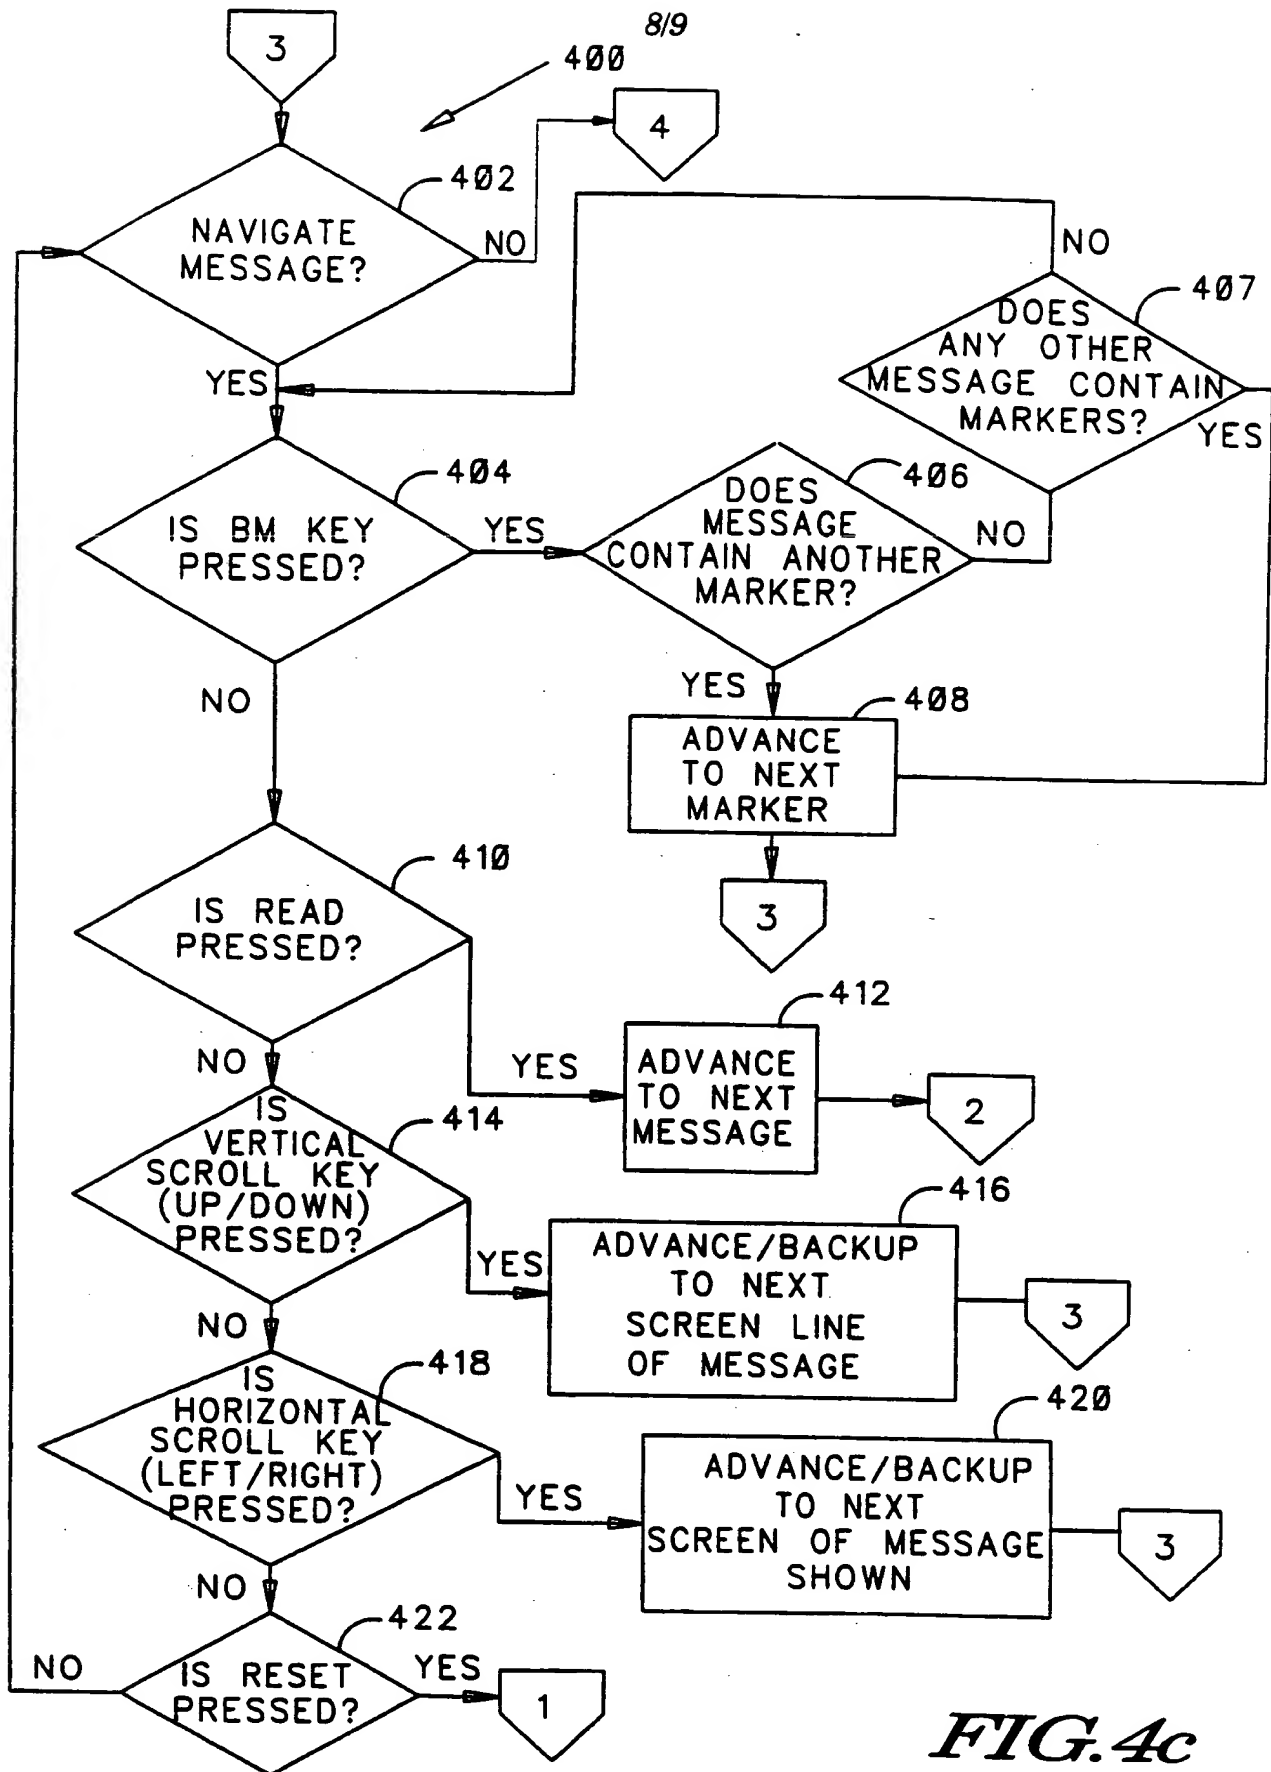 8/9
3
400
4
402
NAVIGATE
MESSAGE?
NO
YES
NO
407
DOES
ANY OTHER
MESSAGE CONTAIN
MARKERS?
YES
404
IS BM KEY
PRESSED?
YES
NO
406
DOES
MESSAGE
CONTAIN ANOTHER
MARKER?
NO
YES
408
ADVANCE
TO NEXT
MARKER
3
410
IS READ
PRESSED?
YES
NO
412
ADVANCE
TO NEXT
MESSAGE
2
414
IS
VERTICAL
SCROLL KEY
(UP/DOWN)
PRESSED?
YES
NO
416
ADVANCE/BACKUP
TO NEXT
SCREEN LINE
OF MESSAGE
3
418
IS
HORIZONTAL
SCROLL KEY
(LEFT/RIGHT)
PRESSED?
YES
NO
420
ADVANCE/BACKUP
TO NEXT
SCREEN OF MESSAGE
SHOWN
3
422
IS RESET
PRESSED?
NO
YES
1
FIG.4c